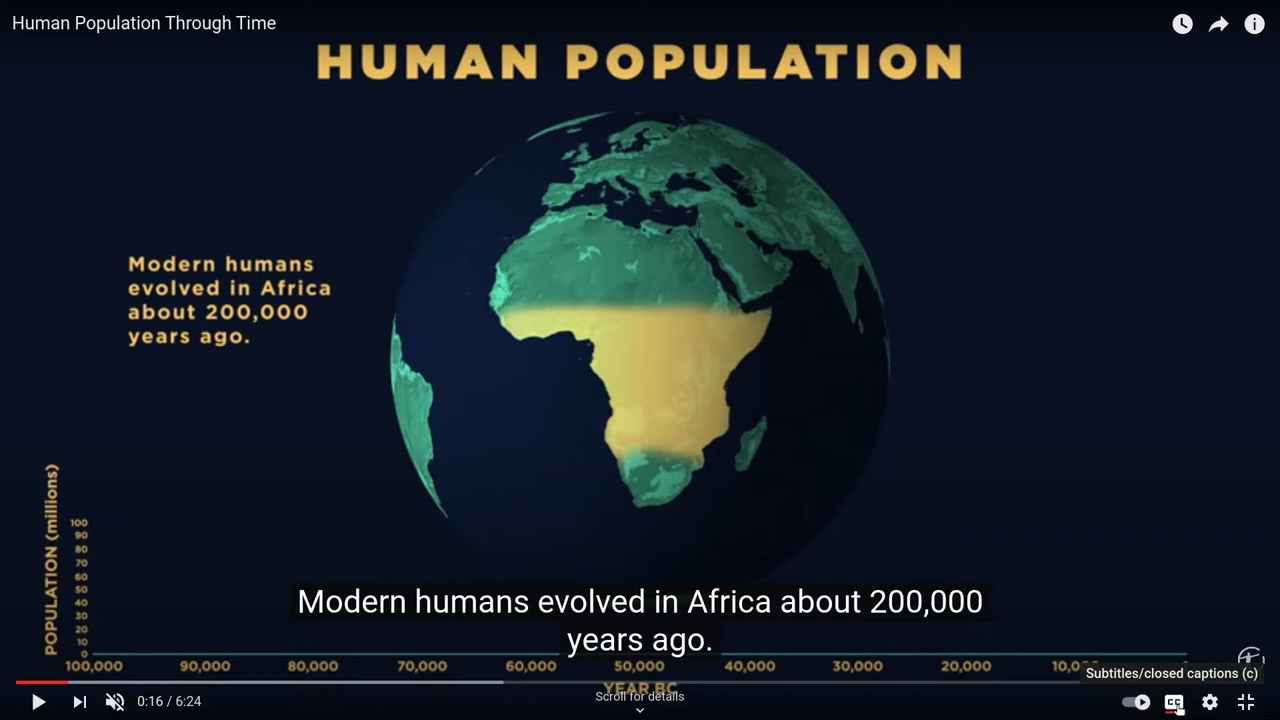 Human Population Through Time
HUMAN POPULATION
Modern humans
evolved in Africa
about 200,000
years ago.
POPULATION (millions)
100
90
80
70
60
50
40
30
20
10
0
Modern humans evolved in Africa about 200,000
years ago.
100,000 90,000 80,000 70,000 60,000 50,000 40,000 30,000 20,000
YEAR BC
Subtitles/closed captions (c)
0:16 / 6:24
Scroll for details
CC